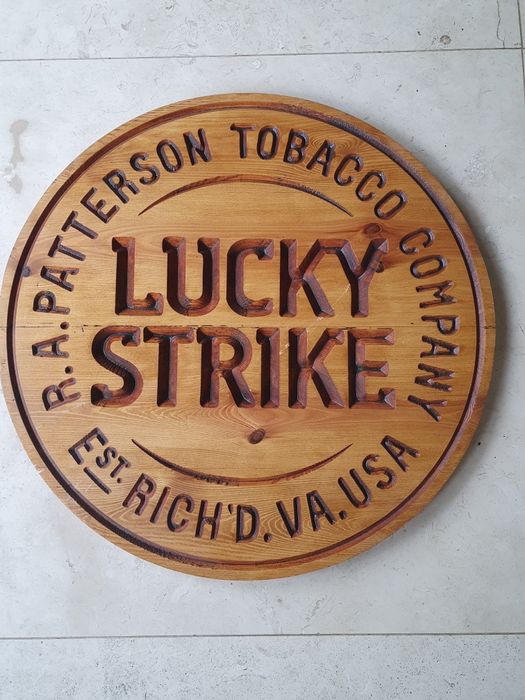 R.A. PATTERSON TOBACCO COMPANY
LUCKY
STRIKE
EST. RICH'D. VA. USA